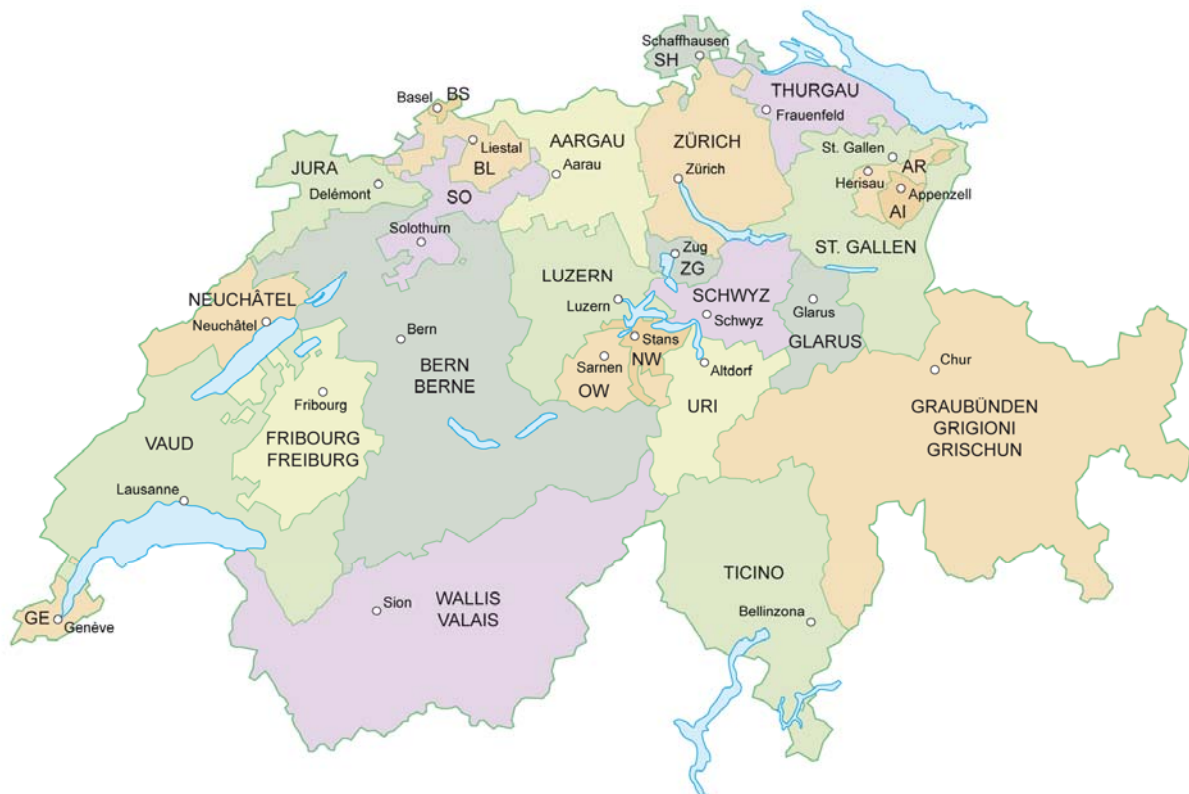 Schaffhausen
SH
BS
Basel
THURGAU
Frauenfeld
Liestal
BL
AARGAU
Aarau
ZÜRICH
Zürich
St. Gallen
AR
Herisau
Appenzell
AI
JURA
Delémont
SO
Solothurn
ST. GALLEN
Zug
ZG
LUZERN
Luzern
SCHWYZ
Schwyz
Glarus
GLARUS
NEUCHÂTEL
Neuchâtel
Bern
BERN
BERNE
Stans
NW
Sarnen
OW
Altdorf
URI
Chur
GRAUBÜNDEN
GRIGIONI
GRISCHUN
Fribourg
FRIBOURG
FREIBURG
VAUD
Lausanne
TICINO
Bellinzona
Sion
WALLIS
VALAIS
GE
Genève